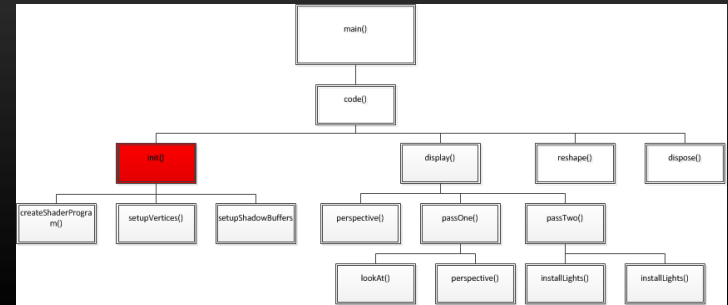 main()
code()
init()
display()
reshape()
dispose()
createShaderProgra
m()
setupVertices()
setupShadowBuffers
perspective()
passOne()
passTwo()
lookAt()
perspective()
installLights()
installLights()